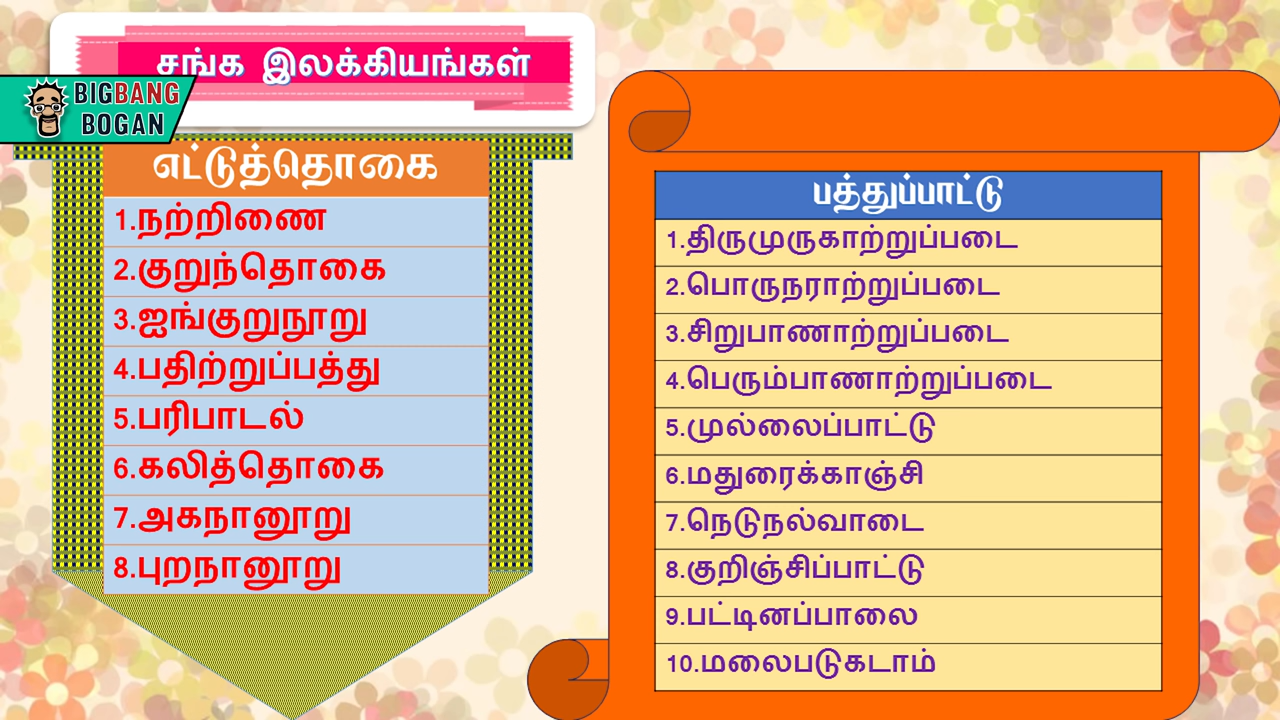 சங்க இலக்கியங்கள்
BIGBANG
BOGAN
எட்டுத்தொகை
1.நற்றிணை
2.குறுந்தொகை
3.ஐங்குறுநூறு
4.பதிற்றுப்பத்து
5.பரிபாடல்
6.கலித்தொகை
7.அகநானூறு
8.புறநானூறு
பத்துப்பாட்டு
1.திருமுருகாற்றுப்படை
2.பொருநராற்றுப்படை
3.சிறுபாணாற்றுப்படை
4.பெரும்பாணாற்றுப்படை
5.முல்லைப்பாட்டு
6.மதுரைக்காஞ்சி
7.நெடுநல்வாடை
8.குறிஞ்சிப்பாட்டு
9.பட்டினப்பாலை
10.மலைபடுகடாம்